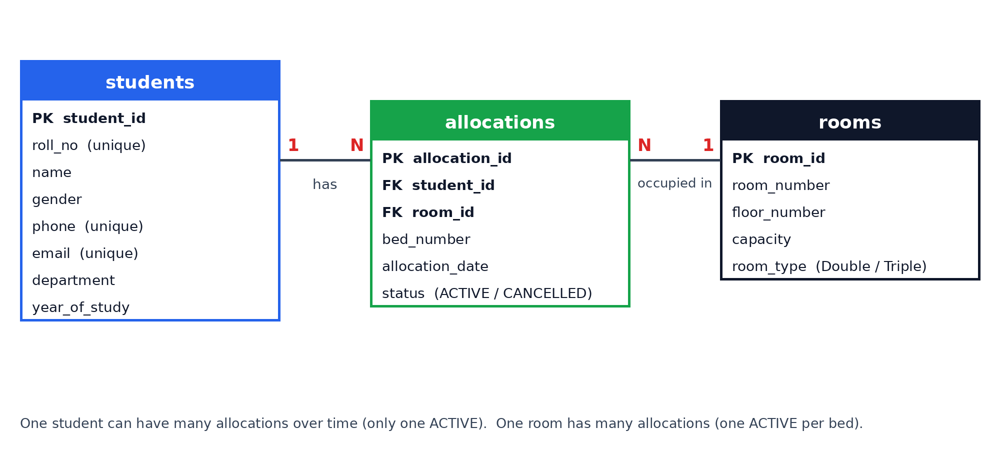 students
PK  student_id
roll_no  (unique)
name
gender
phone  (unique)
email  (unique)
department
year_of_study
1
N
has
allocations
PK  allocation_id
FK  student_id
FK  room_id
bed_number
allocation_date
status  (ACTIVE / CANCELLED)
N
1
occupied in
rooms
PK  room_id
room_number
floor_number
capacity
room_type  (Double / Triple)
One student can have many allocations over time (only one ACTIVE).  One room has many allocations (one ACTIVE per bed).